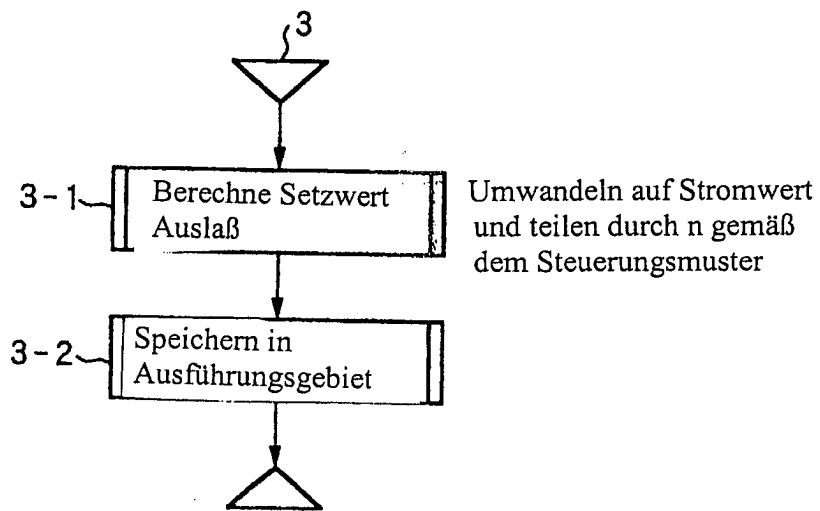 3
3-1
Berechne Setzwert
Auslaß
Umwandeln auf Stromwert
und teilen durch n gemäß
dem Steuerungsmuster
3-2
Speichern in
Ausführungsgebiet